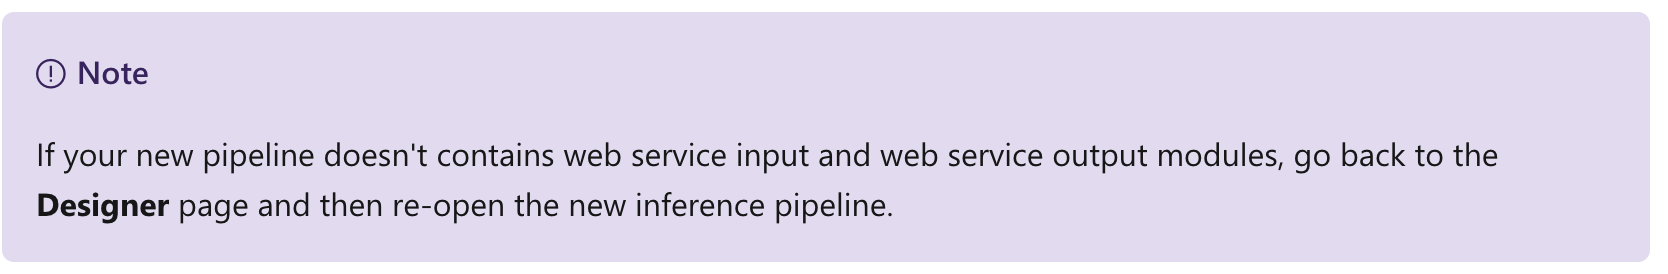 Note
If your new pipeline doesn't contains web service input and web service output modules, go back to the
Designer page and then re-open the new inference pipeline.